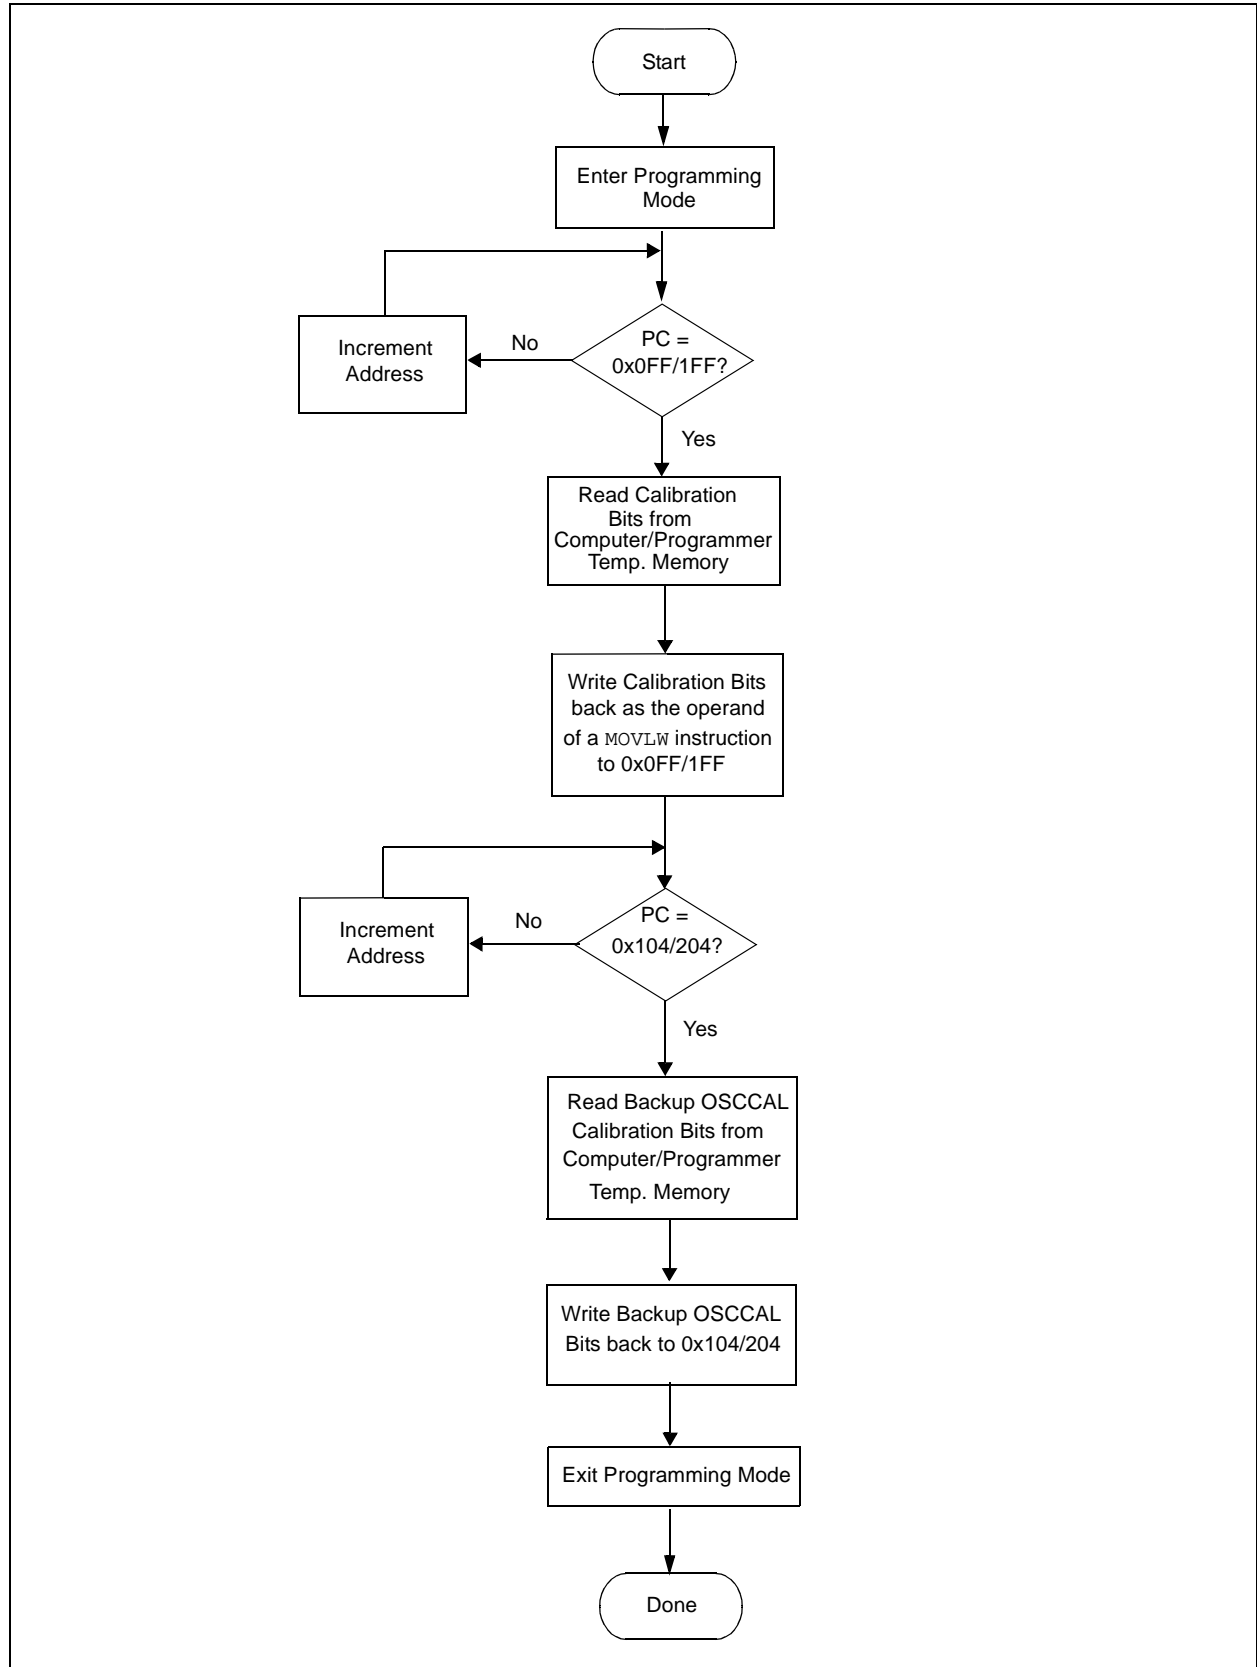 Start
Enter Programming
Mode
Increment
Address
No
PC =
0x0FF/1FF?
Yes
Read Calibration
Bits from
Computer/Programmer
Temp. Memory
Write Calibration Bits
back as the operand
of a MOVLW instruction
to 0x0FF/1FF
Increment
Address
No
PC =
0x104/204?
Yes
Read Backup OSCCAL
Calibration Bits from
Computer/Programmer
Temp. Memory
Write Backup OSCCAL
Bits back to 0x104/204
Exit Programming Mode
Done